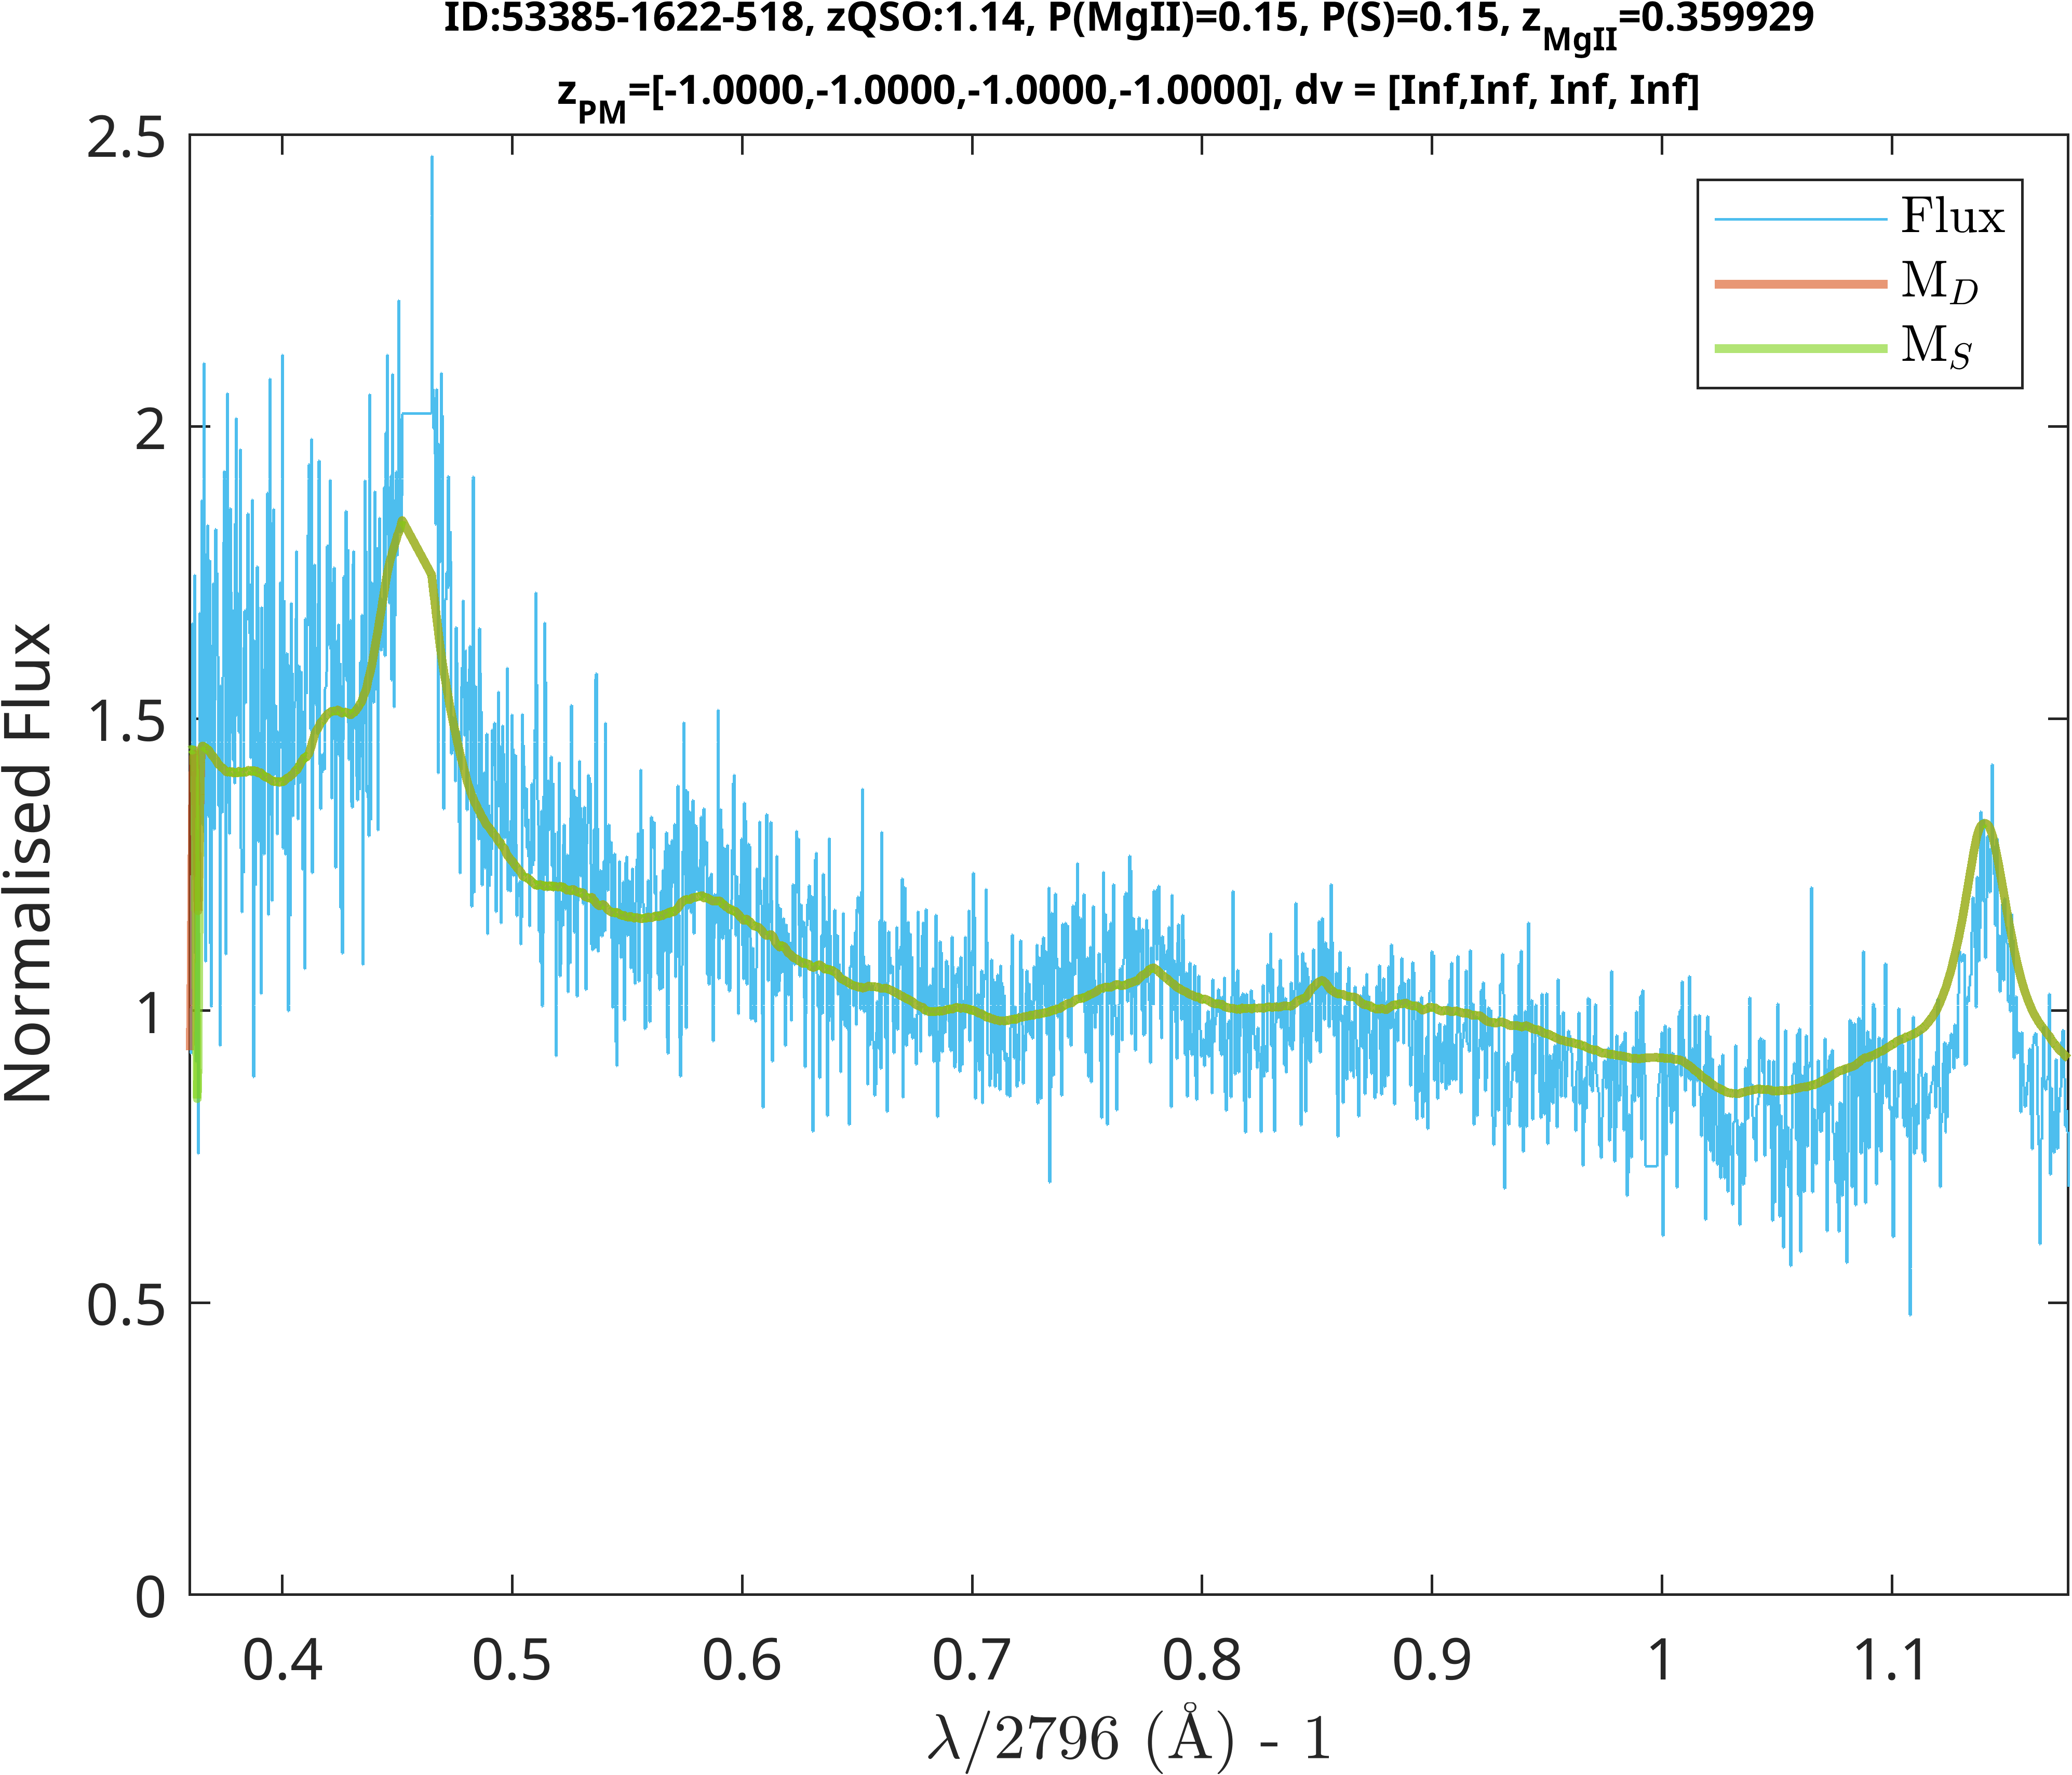 ID:53385-1622-518, zQSO:1.14, P(MgII)=0.15, P(S)=0.15, zMgII=0.359929
zPM=[-1.0000,-1.0000,-1.0000,-1.0000], dv = [Inf,Inf, Inf, Inf]
2.5
2
1.5
1
0.5
0
Normalised Flux
Flux
MD
MS
0.4 0.5 0.6 0.7 0.8 0.9 1 1.1
λ/2796 (Å) - 1